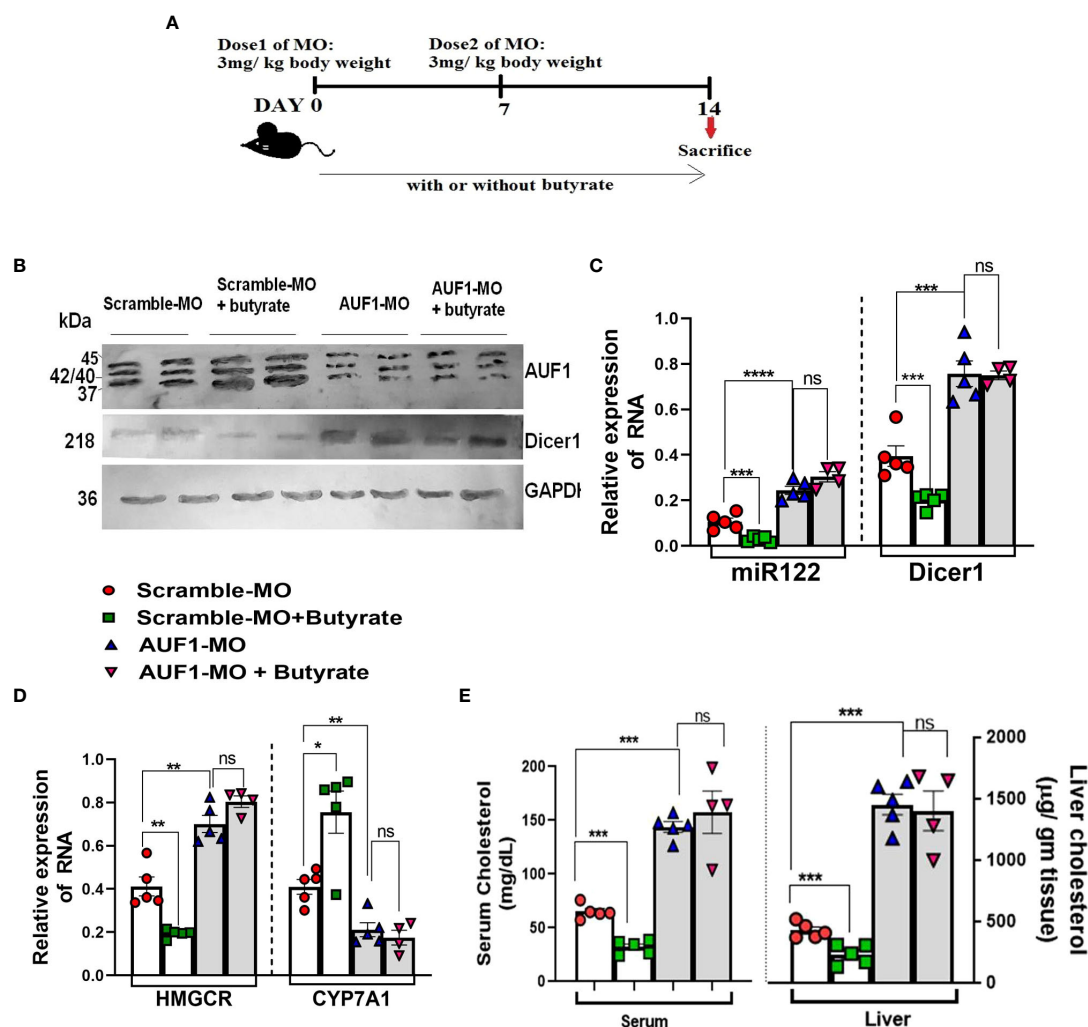 A
Dose1 of MO:
3mg/ kg body weight
Dose2 of MO:
3mg/ kg body weight
DAY 0
7
14
Sacrifice
with or without butyrate
B
kDa
Scramble-MO
Scramble-MO
+ butyrate
AUF1-MO
AUF1-MO
+ butyrate
45
42/40
37
AUF1
218
Dicer1
36
GAPDH
C
Relative expression
of RNA
1.0
0.8
0.6
0.4
0.2
0.0
****
***
ns
***
***
ns
miR122
Dicer1
Scramble-MO
Scramble-MO+Butyrate
AUF1-MO
AUF1-MO + Butyrate
D
Relative expression
of RNA
1.0
0.8
0.6
0.4
0.2
0.0
**
**
ns
**
*
ns
HMGCR
CYP7A1
E
Serum Cholesterol
(mg/dL)
200
150
100
50
0
***
***
ns
***
***
ns
2000
1500
1000
500
0
Liver cholesterol
(µg/ gm tissue)
Serum
Liver